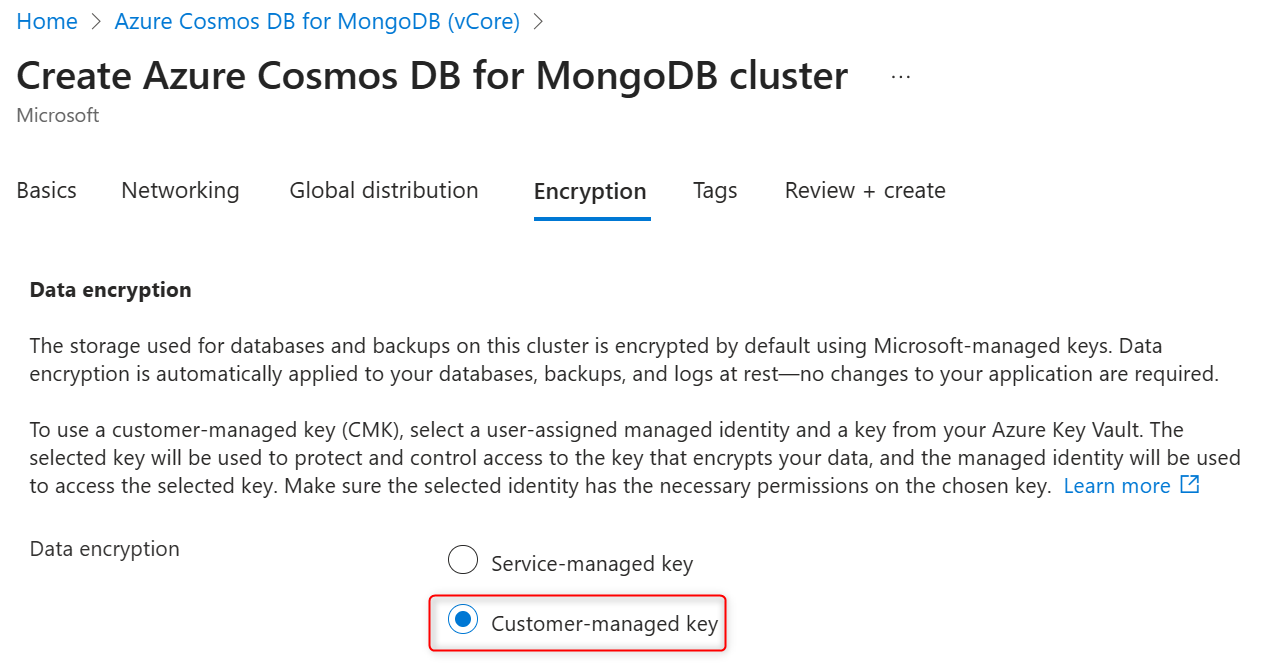 Home > Azure Cosmos DB for MongoDB (vCore) >
Create Azure Cosmos DB for MongoDB cluster ...
Microsoft
Basics Networking Global distribution Encryption Tags Review + create
Data encryption
The storage used for databases and backups on this cluster is encrypted by default using Microsoft-managed keys. Data
encryption is automatically applied to your databases, backups, and logs at rest—no changes to your application are required.
To use a customer-managed key (CMK), select a user-assigned managed identity and a key from your Azure Key Vault. The
selected key will be used to protect and control access to the key that encrypts your data, and the managed identity will be used
to access the selected key. Make sure the selected identity has the necessary permissions on the chosen key. Learn more
Data encryption
Service-managed key
Customer-managed key